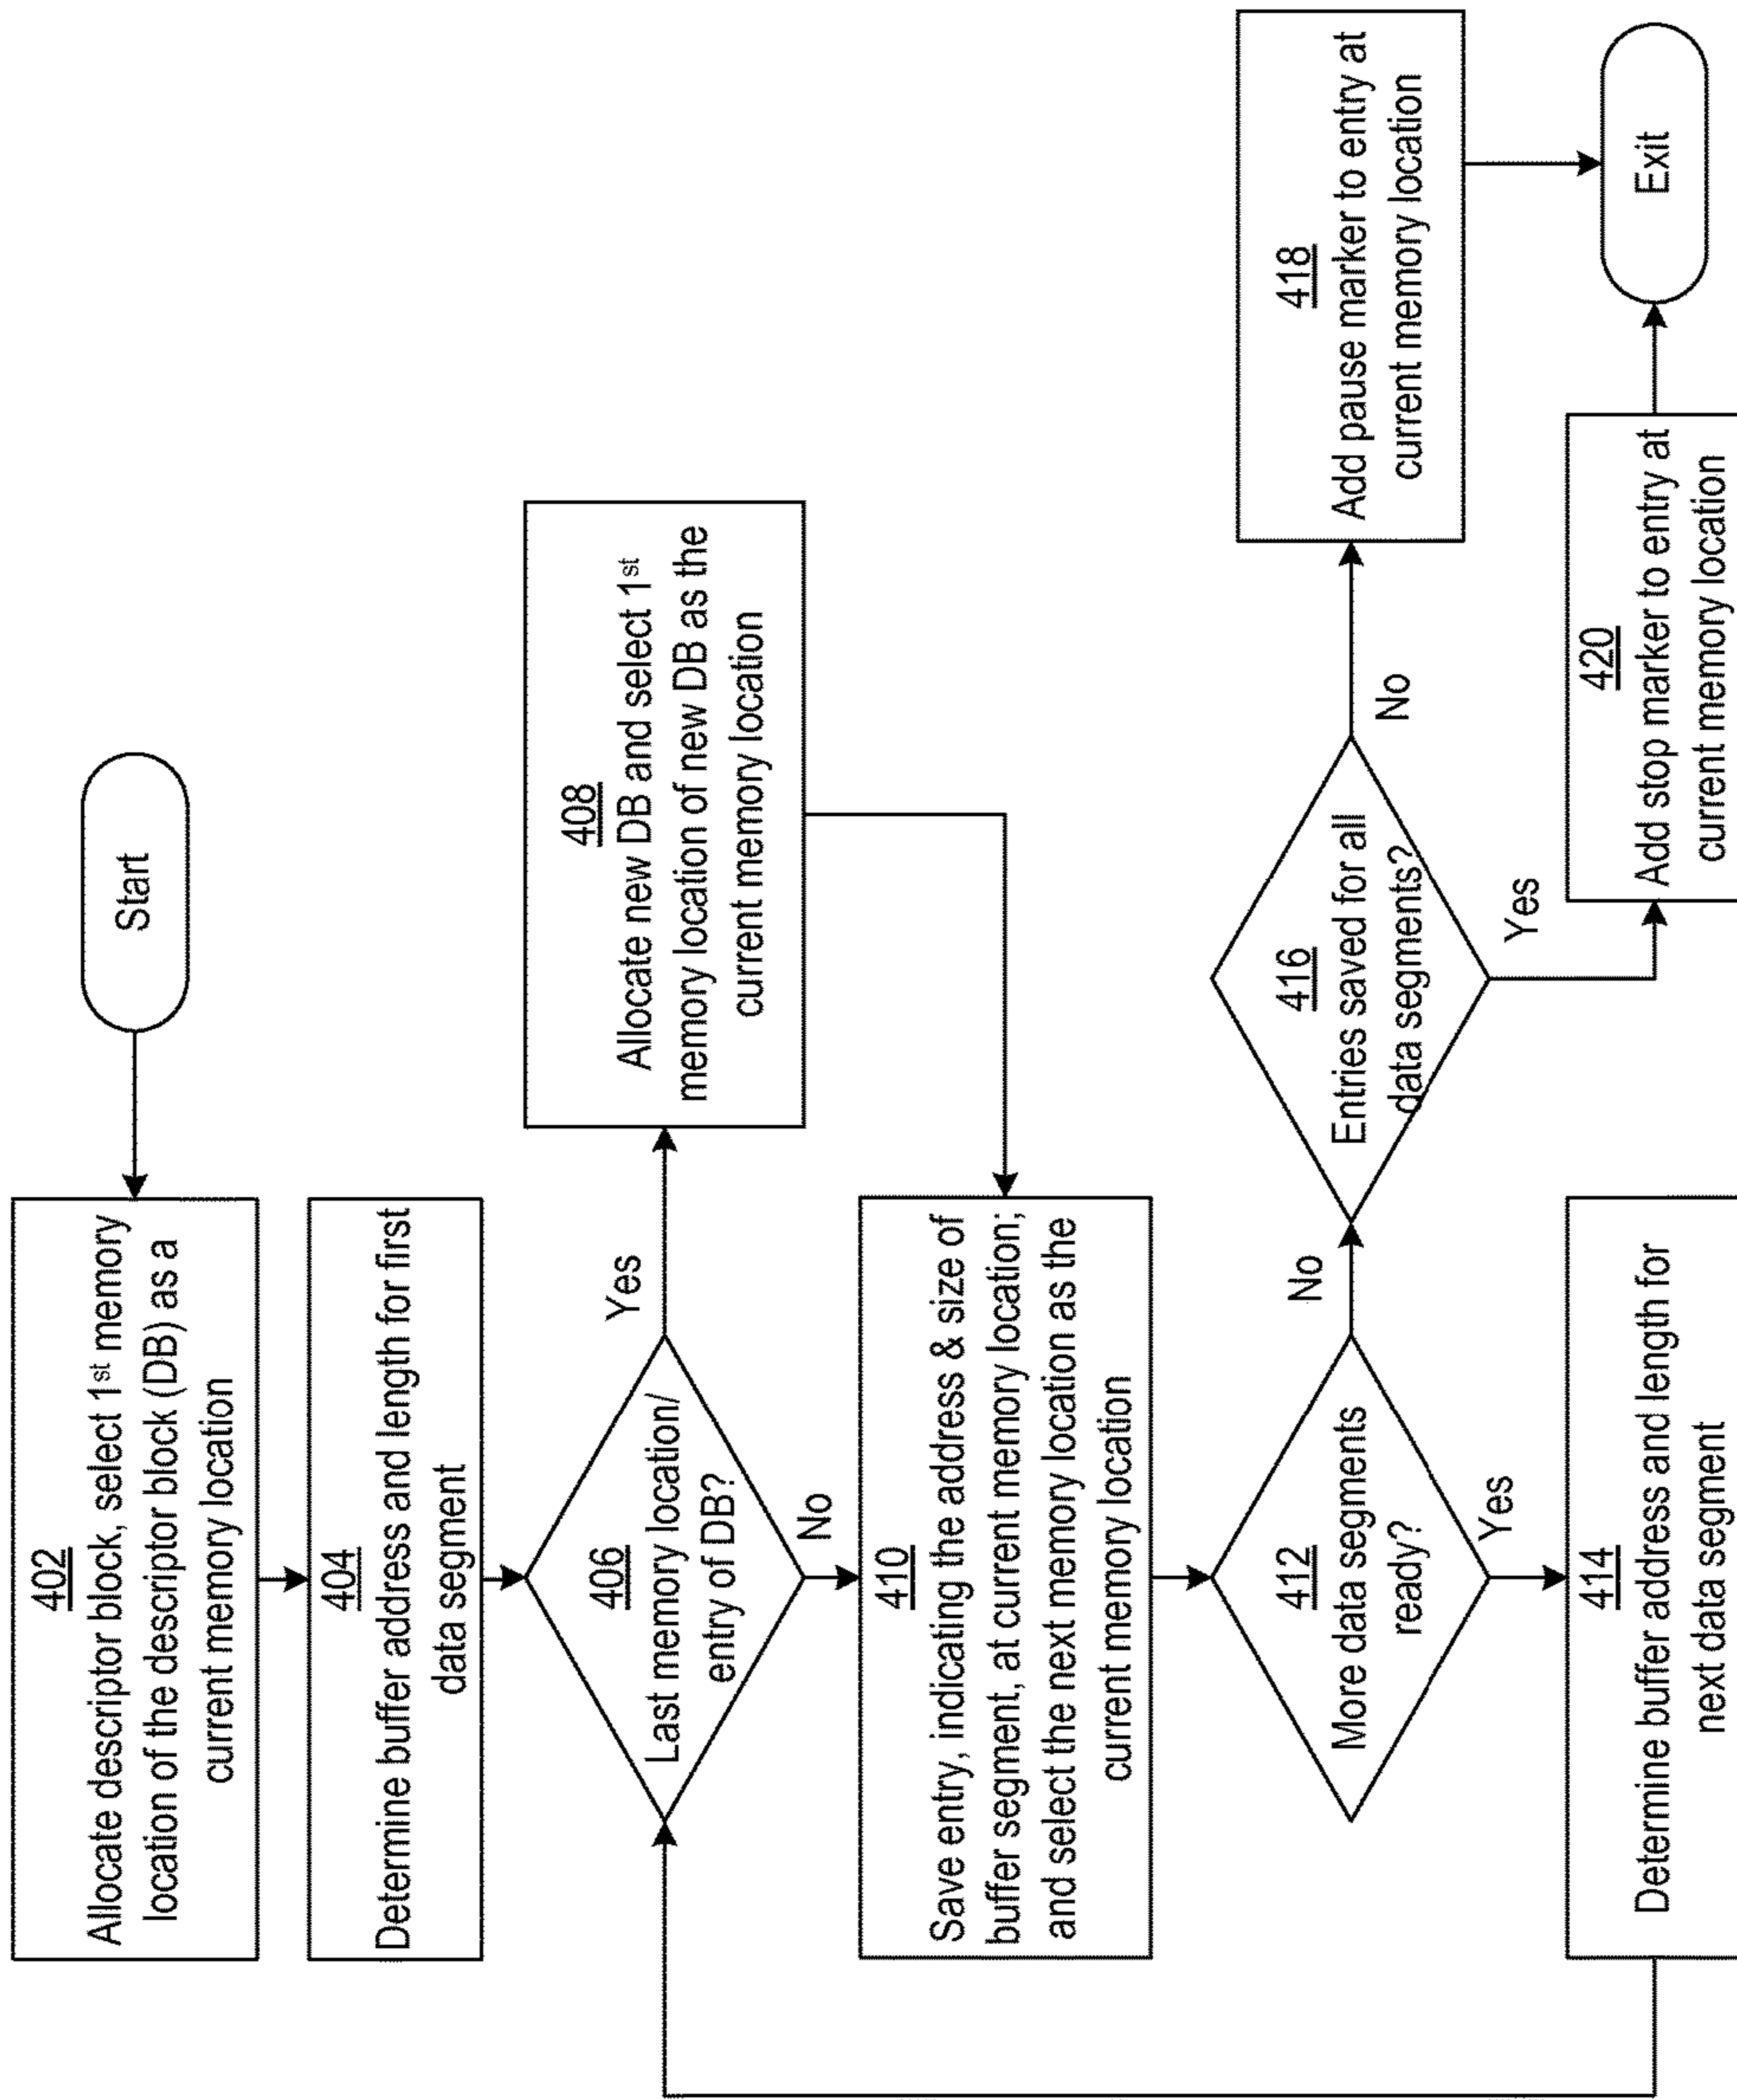 Start
402
Allocate descriptor block, select 1st memory
location of the descriptor block (DB) as a
current memory location
404
Determine buffer address and length for first
data segment
406
Last memory location/
entry of DB?
Yes
No
408
Allocate new DB and select 1st
memory location of new DB as the
current memory location
410
Save entry, indicating the address & size of
buffer segment, at current memory location;
and select the next memory location as the
current memory location
412
More data segments
ready?
No
Yes
414
Determine buffer address and length for
next data segment
416
Entries saved for all
data segments?
No
Yes
418
Add pause marker to entry at
current memory location
420
Add stop marker to entry at
current memory location
Exit